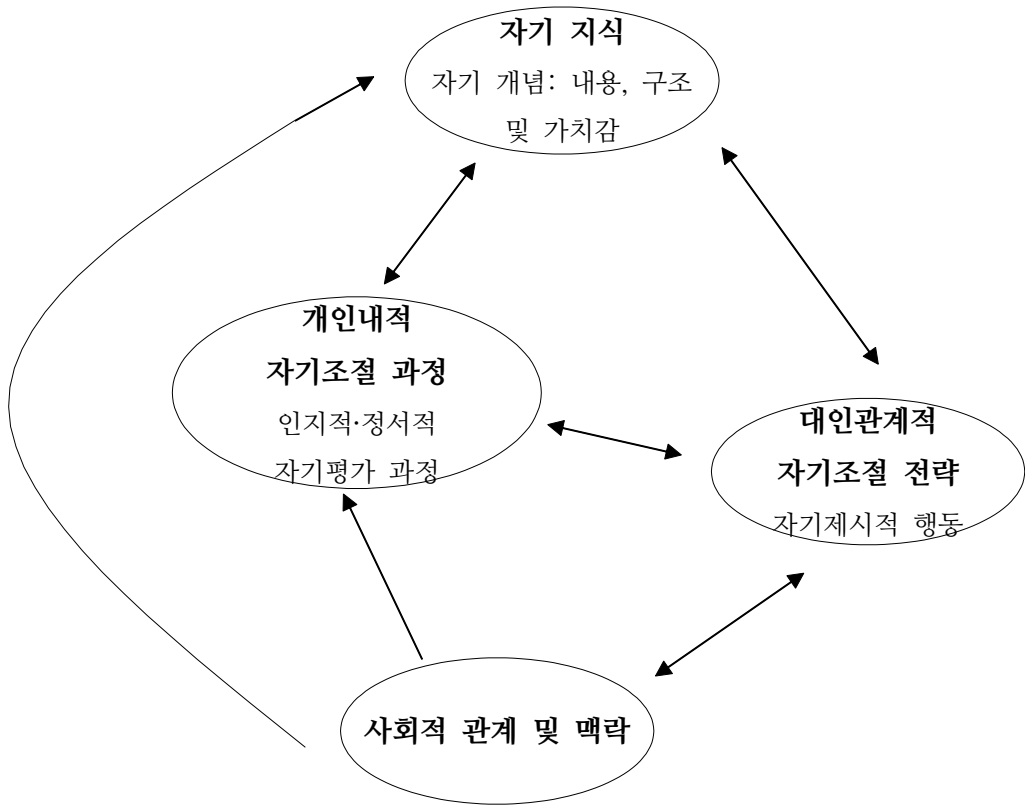 자기 지식
자기 개념: 내용, 구조
및 가치감
개인내적
자기조절 과정
인지적·정서적
자기평가 과정
대인관계적
자기조절 전략
자기제시적 행동
사회적 관계 및 맥락